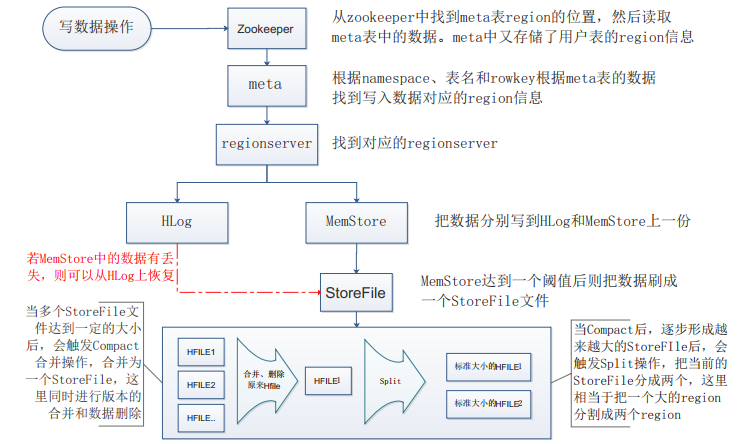 写数据操作
Zookeeper
从zookeeper中找到meta表region的位置，然后读取
meta表中的数据。meta中又存储了用户表的region信息
meta
根据namespace、表名和rowkey根据meta表的数据
找到写入数据对应的region信息
regionserver
找到对应的regionserver
HLog
MemStore
把数据分别写到HLog和MemStore上一份
若MemStore中的数据有丢
失，则可以从HLog上恢复
StoreFile
MemStore达到一个阈值后则把数据刷成
一个StoreFile文件
当多个StoreFile文
件达到一定的大小
后，会触发Compact
合并操作，合并为
一个StoreFile，这
里同时进行版本的
合并和数据删除
HFILE1
HFILE2
HFILE..
合并、删除
原来Hfile
HFILE1
Split
标准大小的HFILE1
标准大小的HFILE2
当Compact后，逐步形成越
来越大的StoreFIle后，会
触发Split操作，把当前的
StoreFile分成两个，这里
相当于把一个大的region
分割成两个region